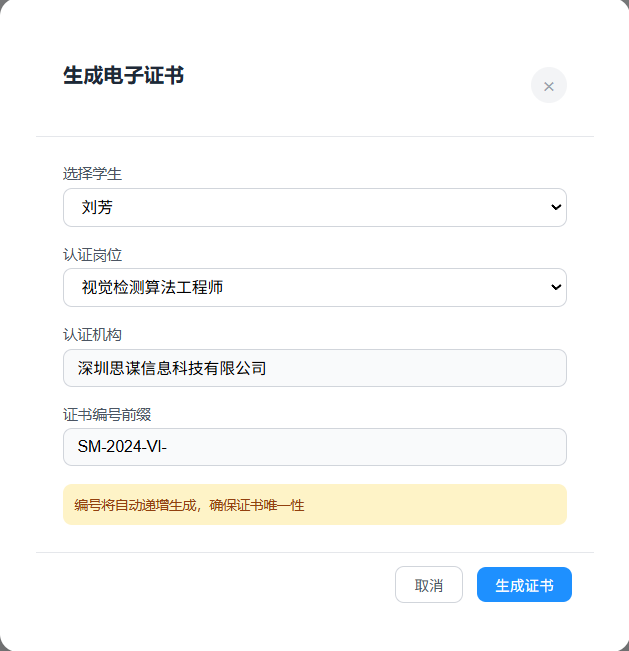 生成电子证书
×
选择学生
刘芳
认证岗位
视觉检测算法工程师
认证机构
深圳思谋信息科技有限公司
证书编号前缀
SM-2024-VI-
编号将自动递增生成，确保证书唯一性
取消
生成证书